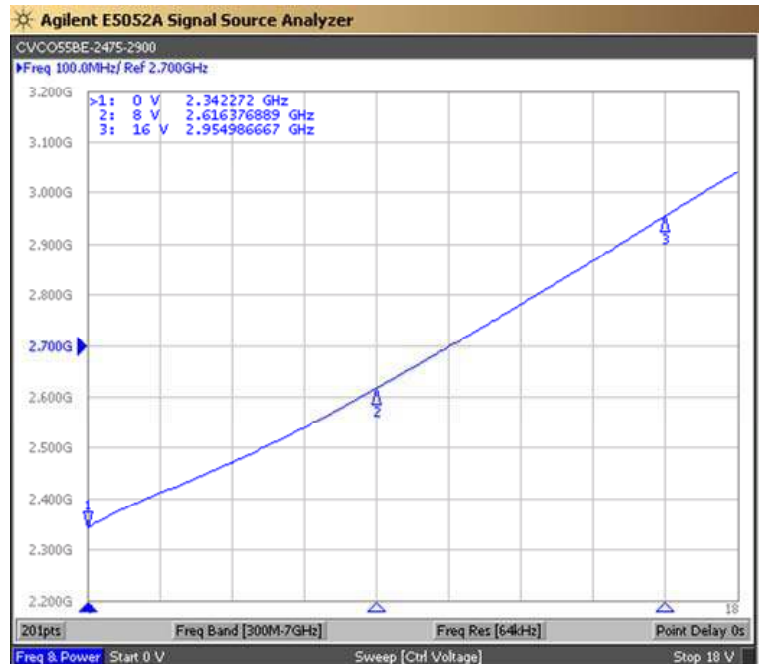 Agilent E5052A Signal Source Analyzer
CVCO55BE-2475-2900
▶Freq 100.0MHz/ Ref 2.700GHz
3.200G
>1: 0 V 2.342272 GHz
2: 8 V 2.616376889 GHz
3: 16 V 2.954986667 GHz
3.100G
3.000G
2.900G
3
2.800G
2.700G
2.600G
2
2.500G
2.400G
1
2.300G
2.200G
18
201pts Freq Band [300M-7GHz] Freq Res [64kHz] Point Delay 0s
Freq & Power Start 0 V Sweep [Ctrl Voltage] Stop 18 V